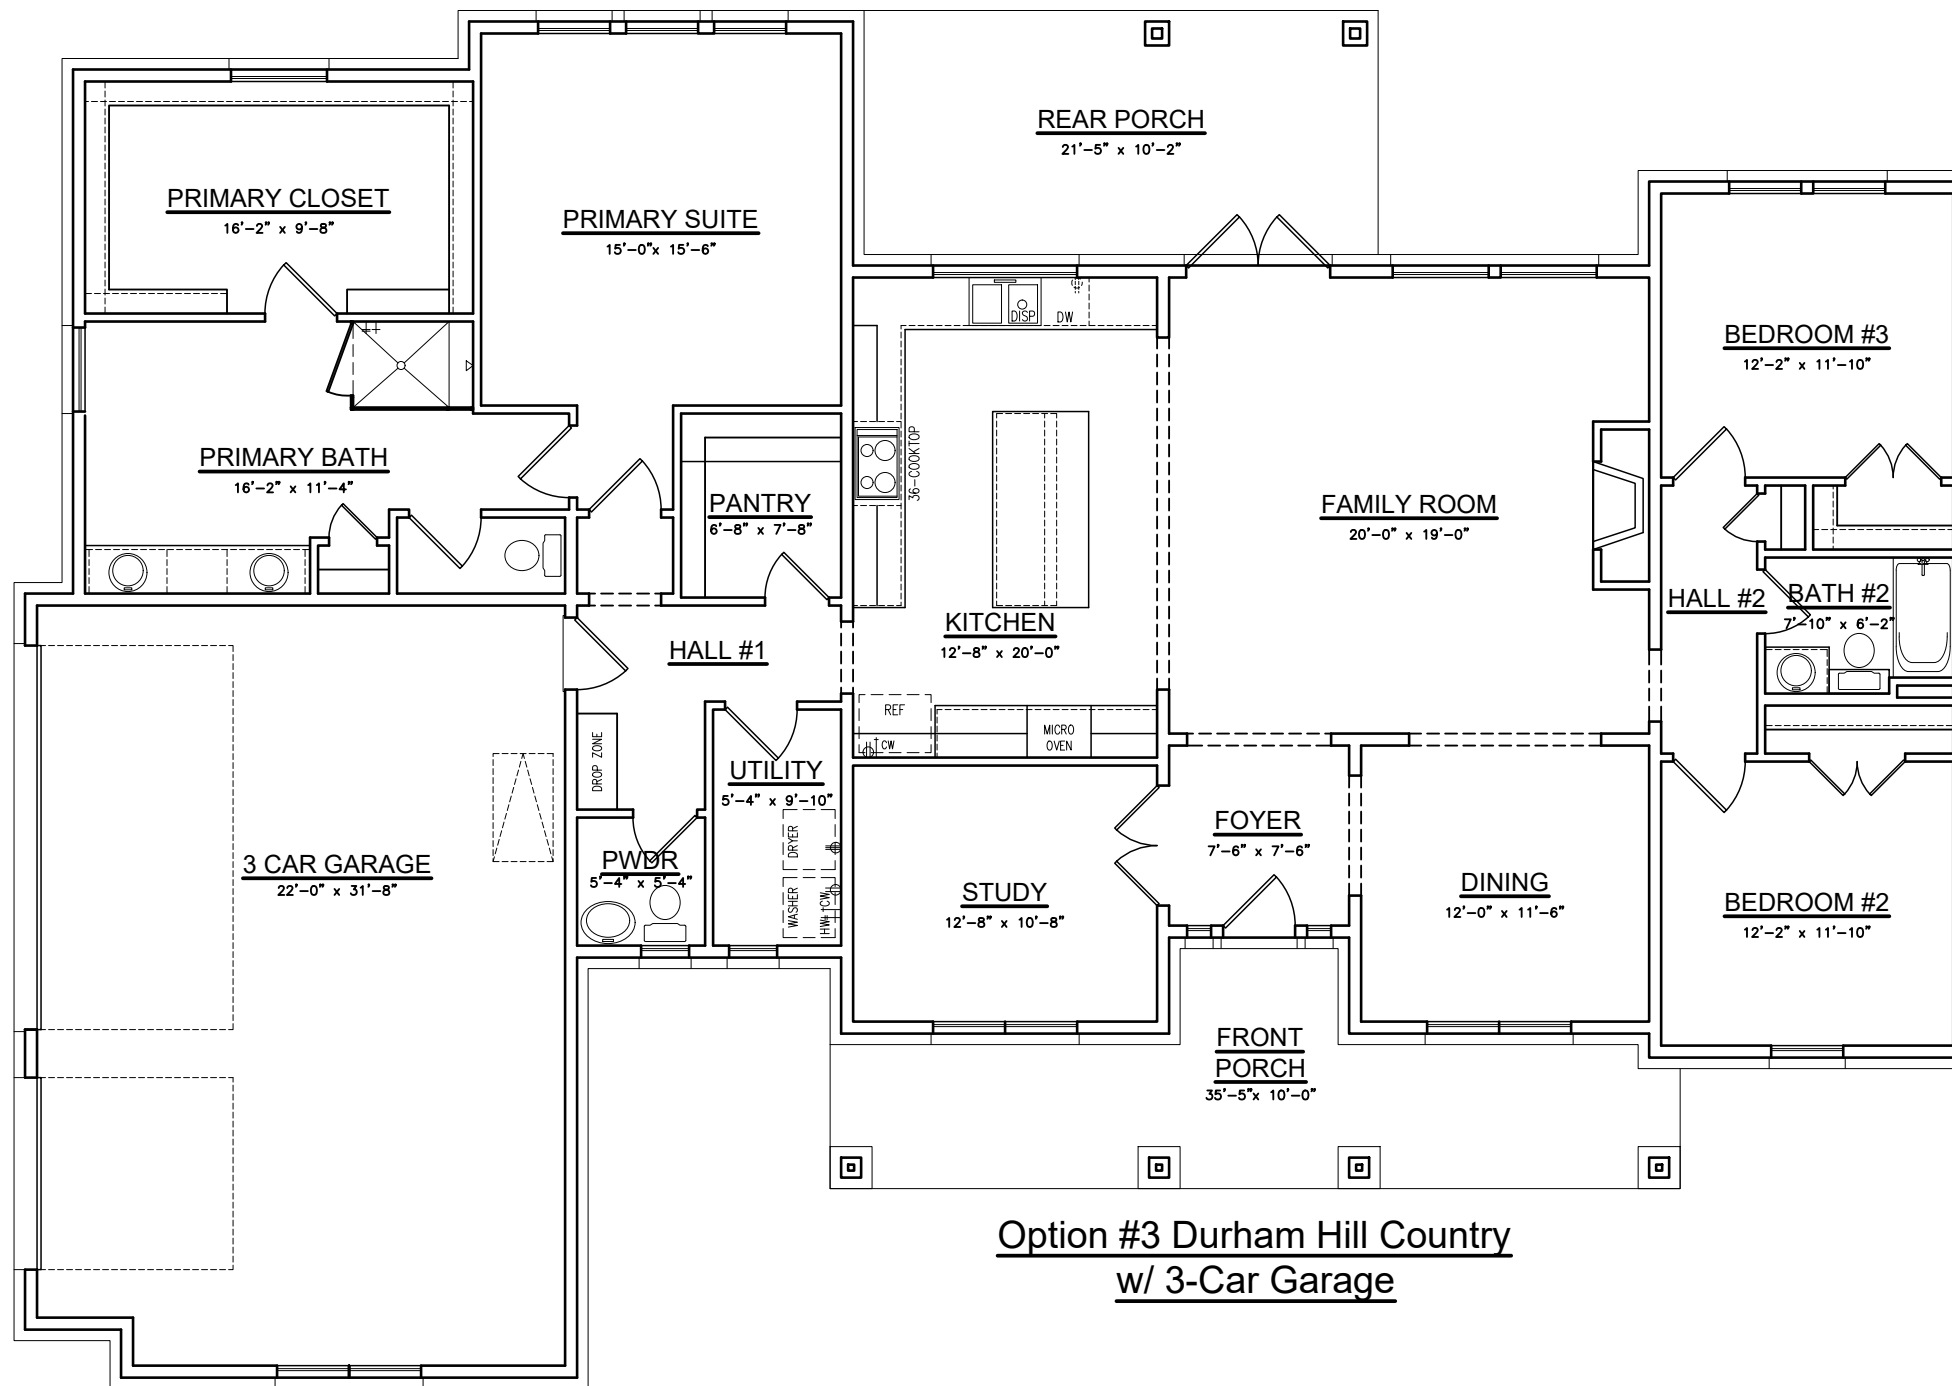 REAR PORCH
21'-5" x 10'-2"
PRIMARY CLOSET
16'-2" x 9'-8"
PRIMARY SUITE
15'-0"x 15'-6"
DISP
DW
BEDROOM #3
12'-2" x 11'-10"
PRIMARY BATH
16'-2" x 11'-4"
PANTRY
6'-8" x 7'-8"
36-COOKTOP
FAMILY ROOM
20'-0" x 19'-0"
HALL #2
BATH #2
7'-10" x 6'-2"
KITCHEN
12'-8" x 20'-0"
HALL #1
REF
CW
MICRO
OVEN
DROP ZONE
UTILITY
5'-4" x 9'-10"
DRYER
WASHER
HW
CW
3 CAR GARAGE
22'-0" x 31'-8"
PWDR
5'-4" x 5'-4"
STUDY
12'-8" x 10'-8"
FOYER
7'-6" x 7'-6"
DINING
12'-0" x 11'-6"
BEDROOM #2
12'-2" x 11'-10"
FRONT
PORCH
35'-5"x 10'-0"
Option #3 Durham Hill Country
w/ 3-Car Garage